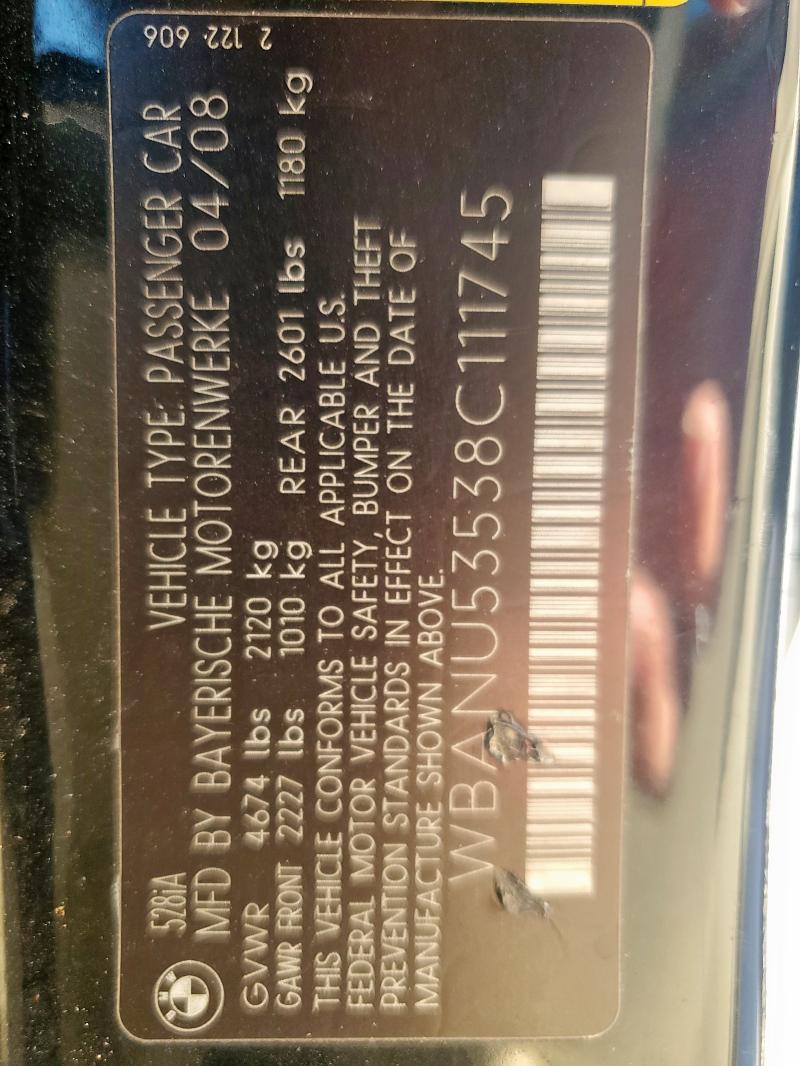 528iA VEHICLE TYPE: PASSENGER CAR
MFD BY BAYERISCHE MOTORENWERKE 04/08
GVWR 4674 lbs 2120 kg
GAWR FRONT 2227 lbs 1010 kg REAR 2601 lbs 1180 kg
THIS VEHICLE CONFORMS TO ALL APPLICABLE U.S.
FEDERAL MOTOR VEHICLE SAFETY, BUMPER AND THEFT
PREVENTION STANDARDS IN EFFECT ON THE DATE OF
MANUFACTURE SHOWN ABOVE.
WBANU53538C111745
2 122 606
BMW